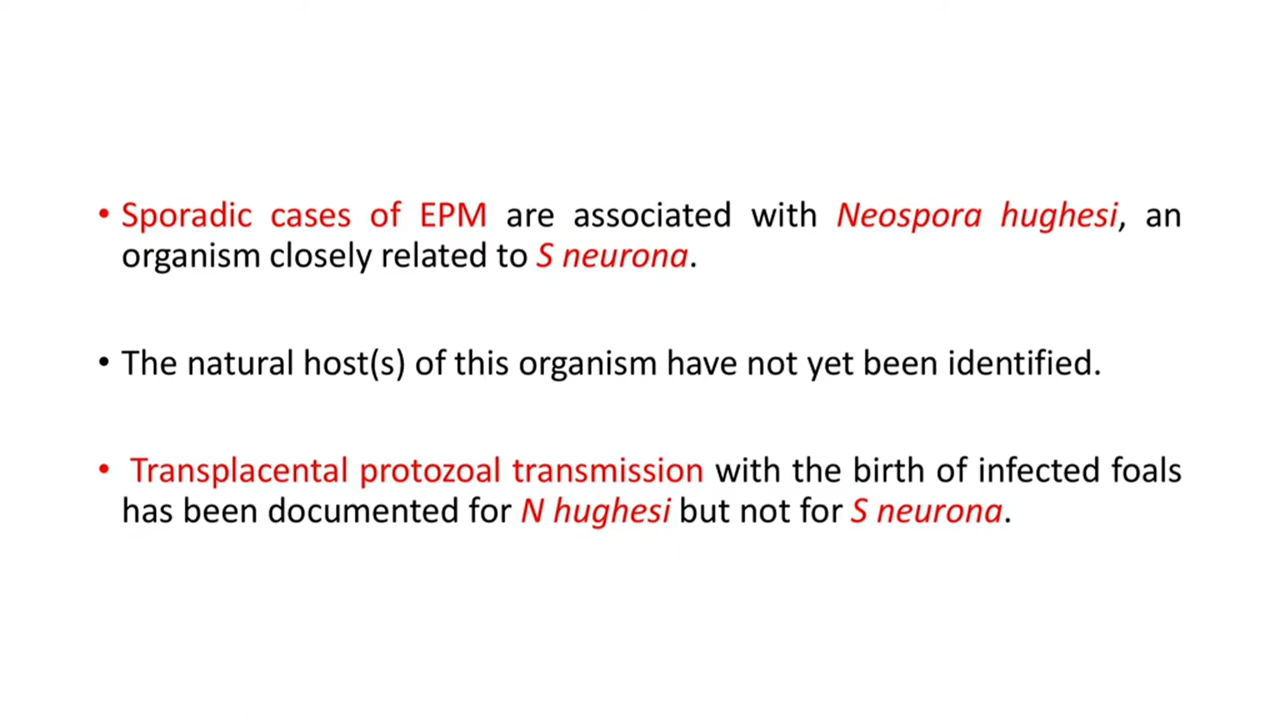 • Sporadic cases of EPM are associated with Neospora hughesi, an
organism closely related to S neurona.
• The natural host(s) of this organism have not yet been identified.
• Transplacental protozoal transmission with the birth of infected foals
has been documented for N hughesi but not for S neurona.